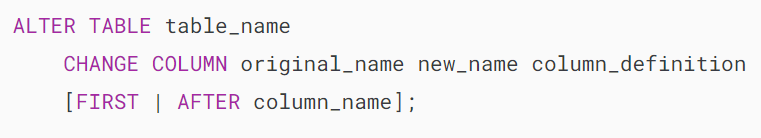 ALTER TABLE table_name
CHANGE COLUMN original_name new_name column_definition
[FIRST | AFTER column_name];